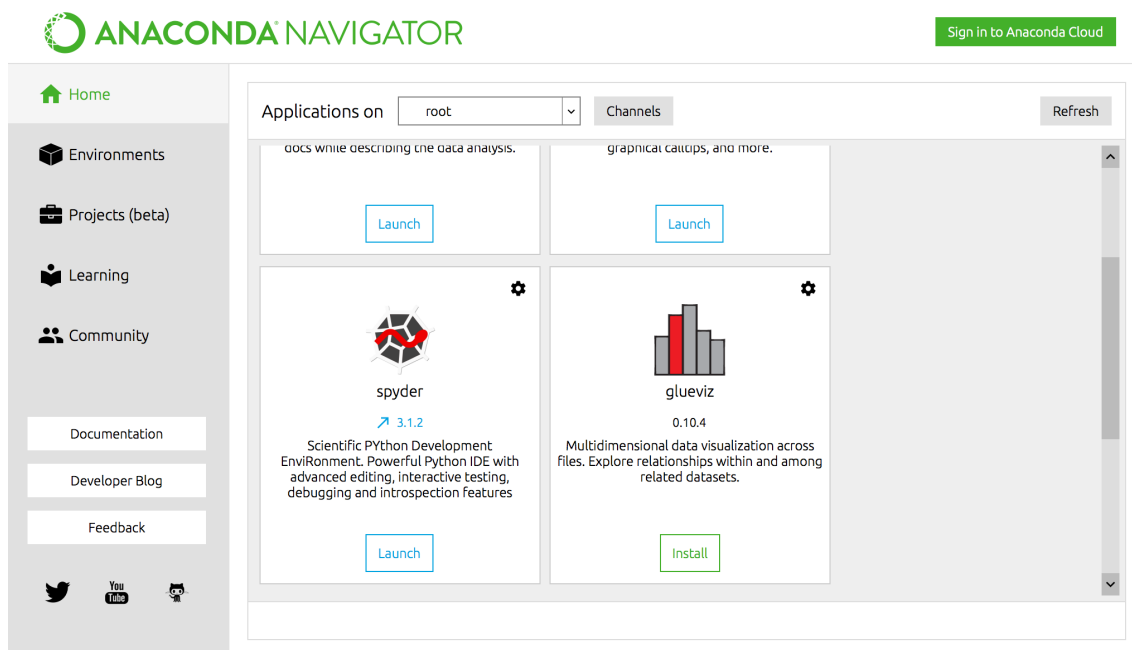 ANACONDA NAVIGATOR
Sign in to Anaconda Cloud
Home
Environments
Projects (beta)
Learning
Community
Documentation
Developer Blog
Feedback
You
Tube
Applications on
root
Channels
Refresh
docs while describing the data analysis.
Launch
graphical calltips, and more.
Launch
spyder
3.1.2
Scientific PYthon Development
EnviRonment. Powerful Python IDE with
advanced editing, interactive testing,
debugging and introspection features
Launch
glueviz
0.10.4
Multidimensional data visualization across
files. Explore relationships within and among
related datasets.
Install